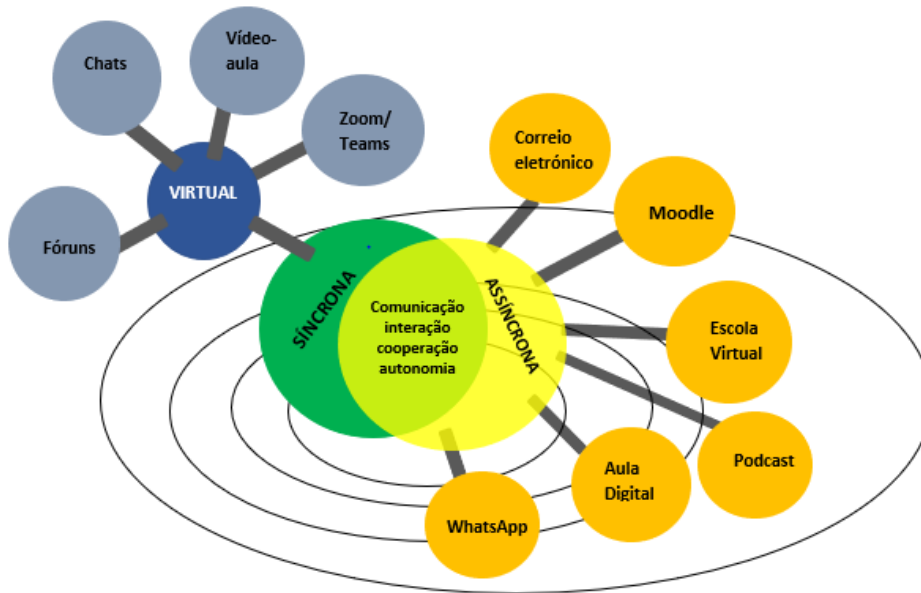 Chats
Vídeo-
aula
Zoom/
Teams
VIRTUAL
Fóruns
Correio
eletrónico
Moodle
SÍNCRONA
ASSÍNCRONA
Comunicação
interação
cooperação
autonomia
Escola
Virtual
Podcast
Aula
Digital
WhatsApp